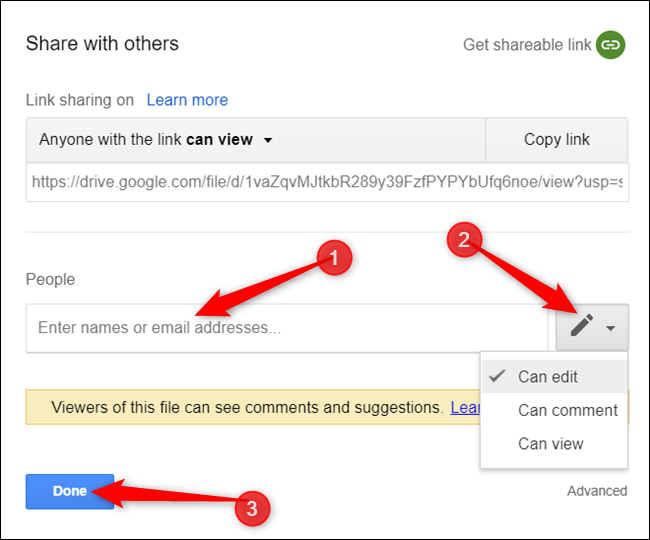 Share with others
Get shareable link
Link sharing on Learn more
Anyone with the link can view
Copy link
https://drive.google.com/file/d/1vaZqvMJtkbR289y39FzfPYPYbUfq6noe/view?usp=s
1
2
People
Enter names or email addresses...
Can edit
Can comment
Can view
Viewers of this file can see comments and suggestions. Lear
Done
3
Advanced